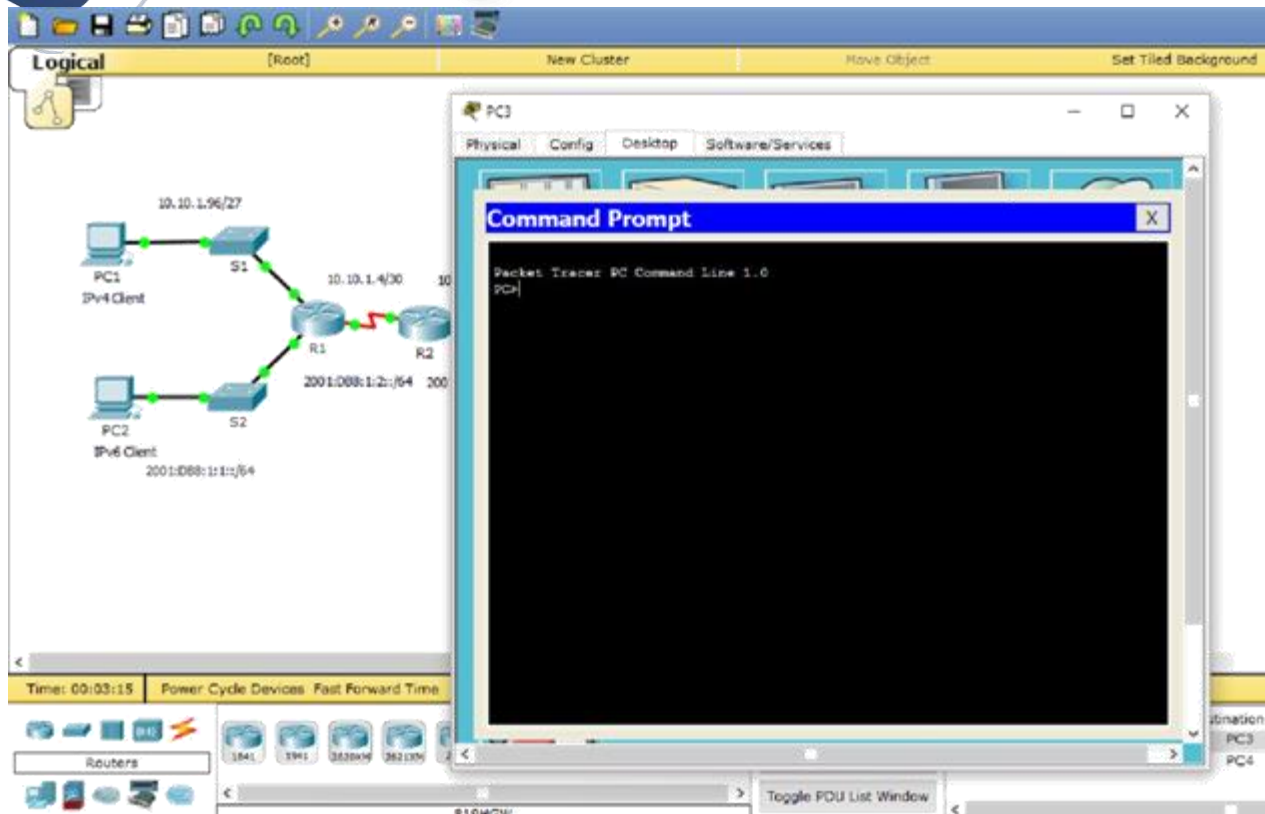 Logical [Root] New Cluster Move Object Set Tiled Background
PC3
Physical Config Desktop Software/Services
Command Prompt X
Packet Tracer PC Command Line 1.0
PC>
10.10.1.96/27
PC1
IPv4 Client
S1
10.10.1.4/30
10
R1
R2
2001:DB8:1:2::/64 200
S2
PC2
IPv6 Client
2001:DB8:1:1::/64
Time: 00:03:15 Power Cycle Devices Fast Forward Time
Routers
1841 1941
Toggle PDU List Window
stination
PC3
PC4